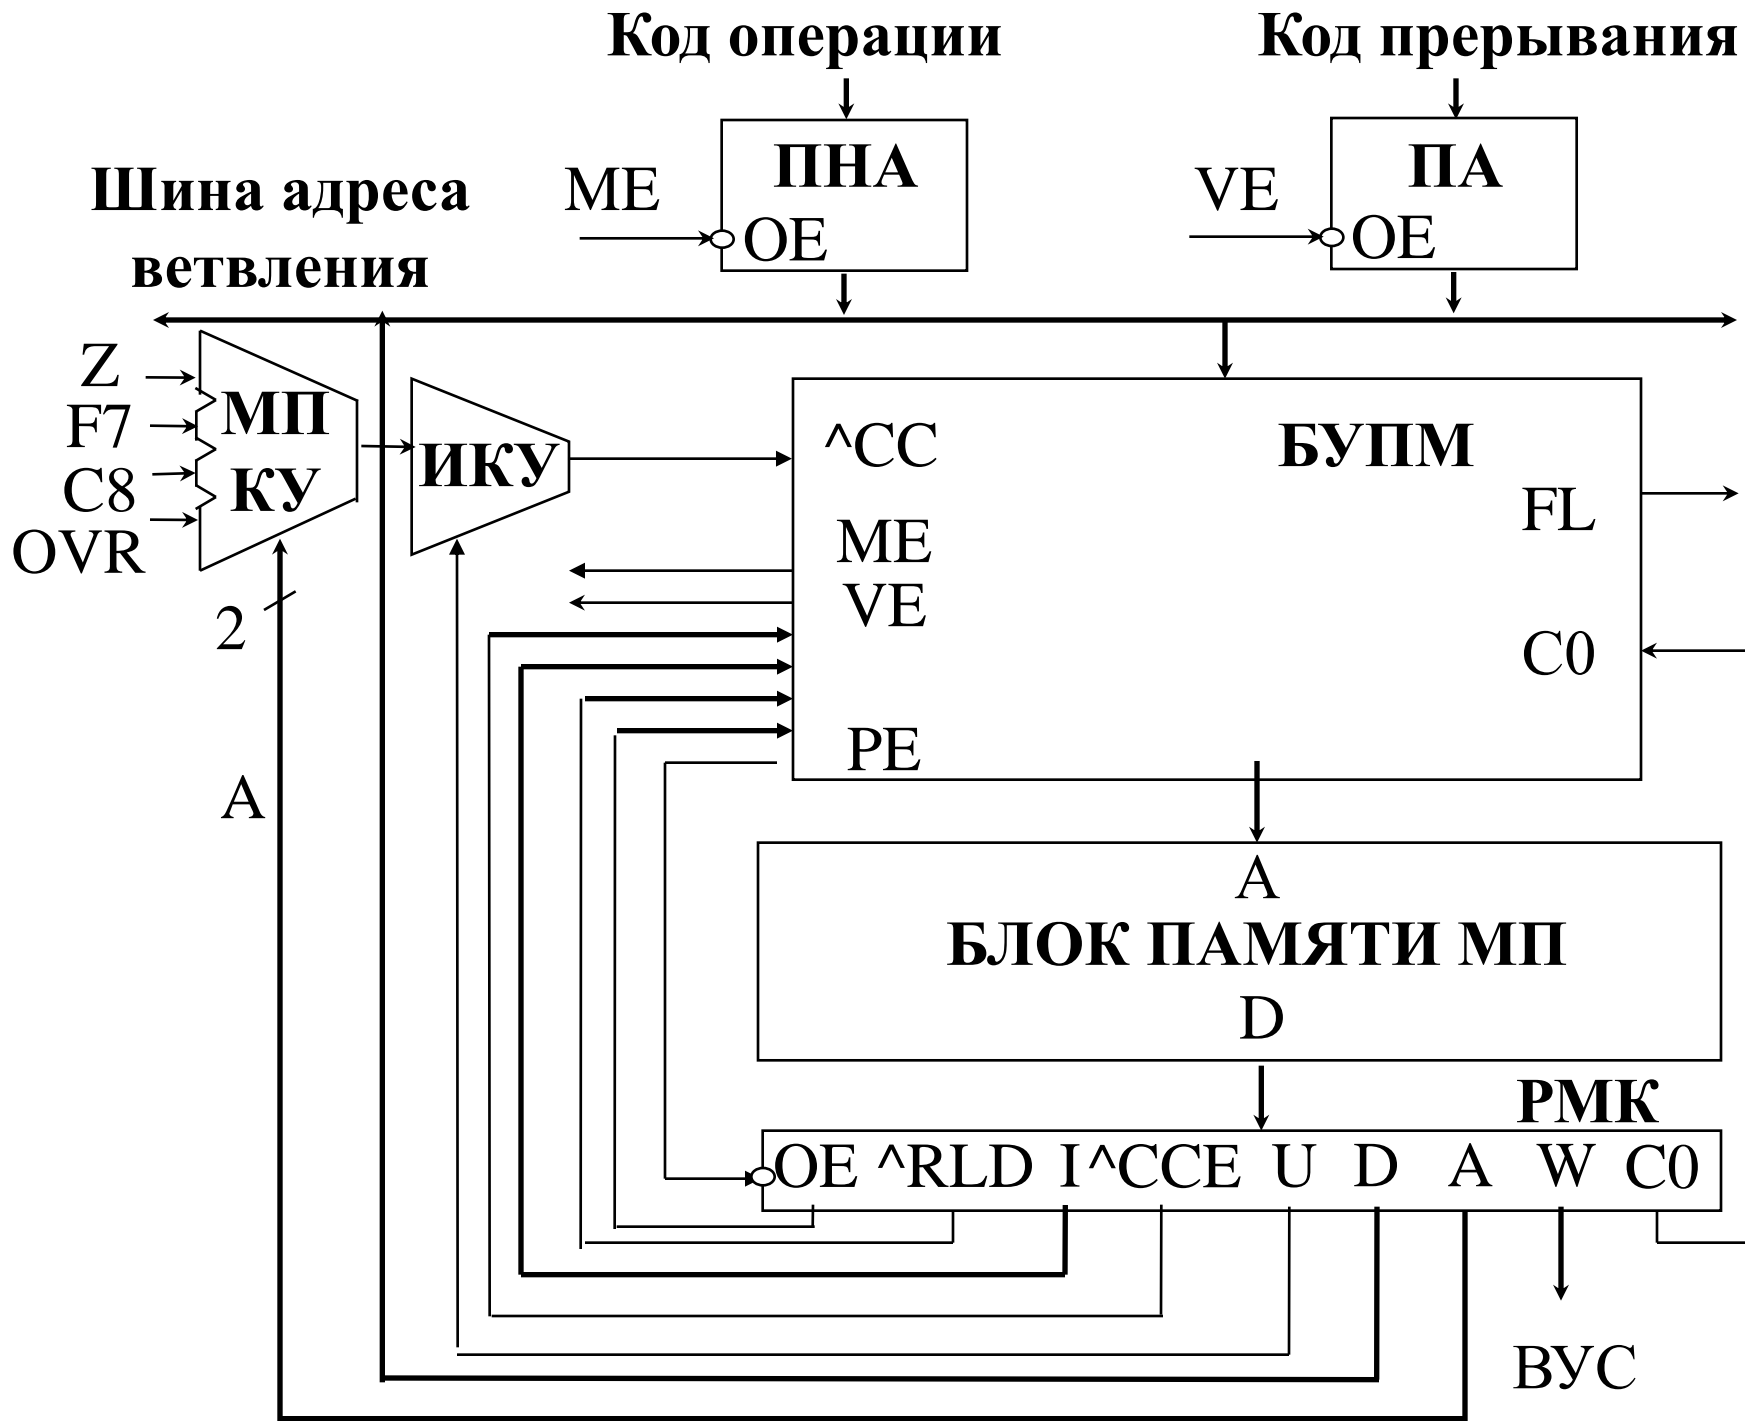 Код операции
Код прерывания
ПНА
ME
OE
ПА
VE
OE
Шина адреса
ветвления
Z
F7
C8
OVR
МП
КУ
ИКУ
2
A
^CC
БУПМ
FL
ME
VE
C0
PE
A
БЛОК ПАМЯТИ МП
D
РМК
OE ^RLD I ^CCE U D A W C0
ВУС